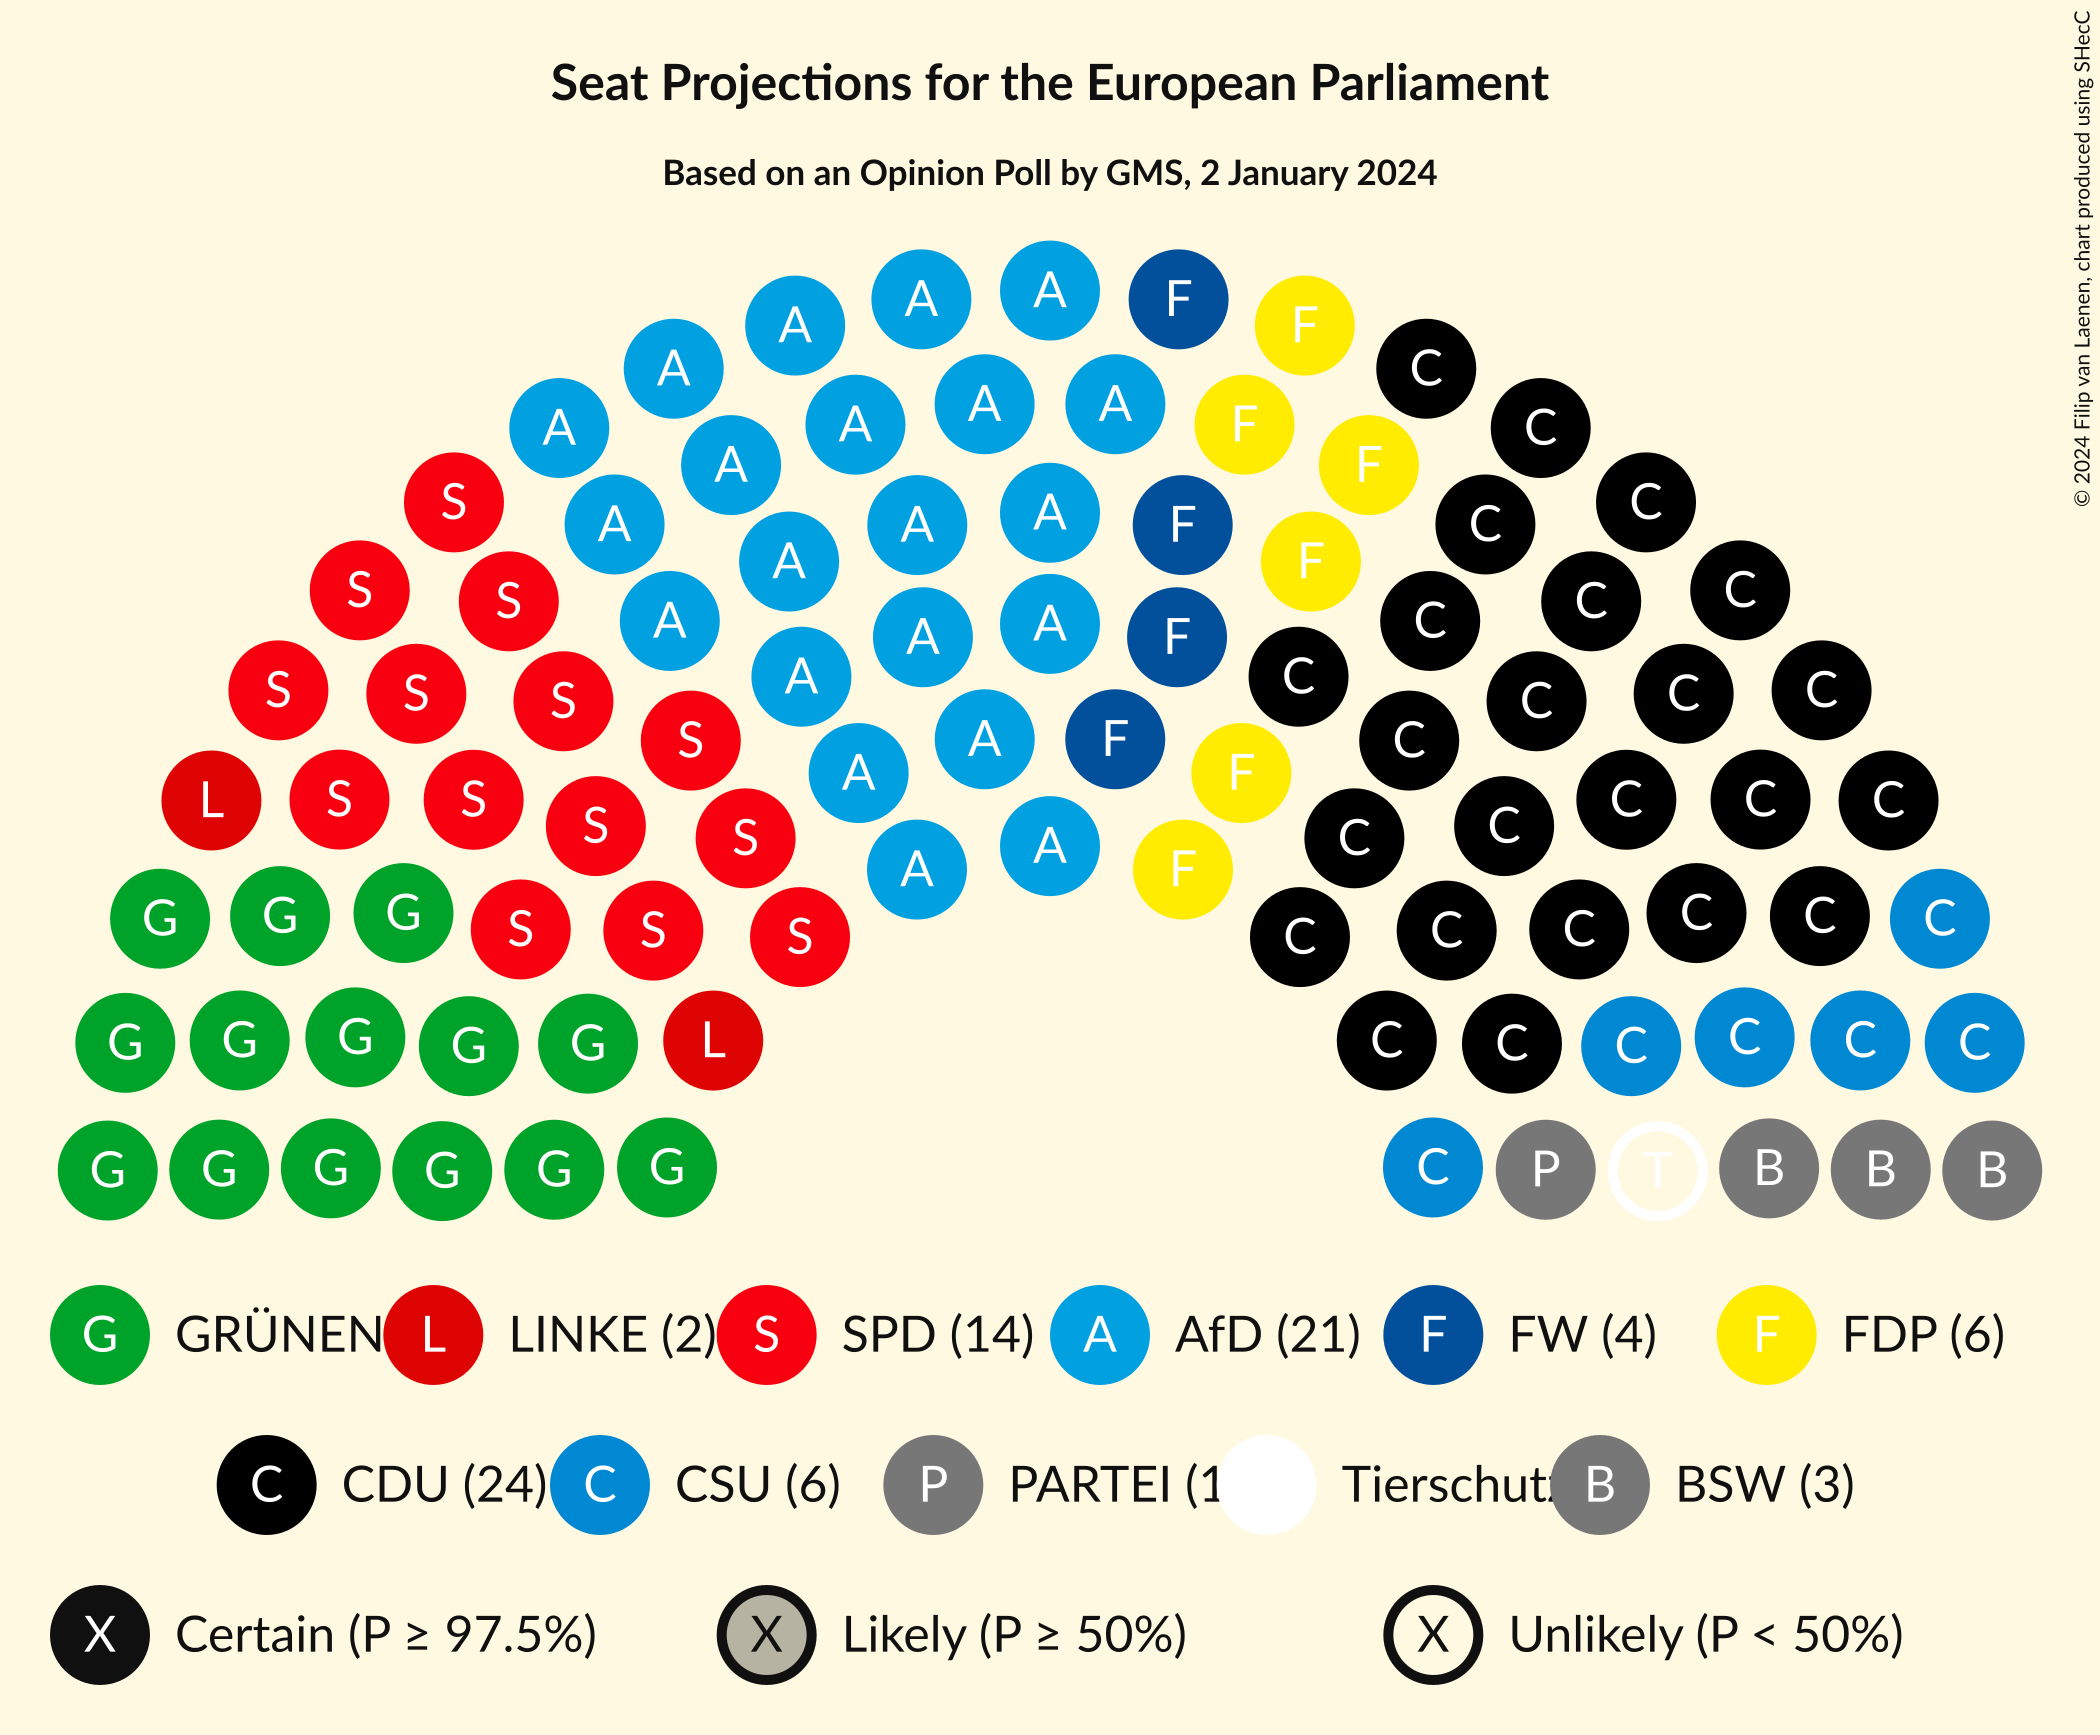 Seat Projections for the European Parliament
Based on an Opinion Poll by GMS, 2 January 2024
© 2024 Filip van Laenen, chart produced using SHecC
A A A F F
A C
A A
A A F C
A F
S A A A F C C
A F
S S C C
A A A F C
S S S A C C C C
S A F C
A F
L S S C C C
S S A C C
A F
G G G S S S C C C C C C
G G G G G L C C C C C C
G G G G G G C P T B B B
G GRÜNEN L LINKE (2) S SPD (14) A AfD (21) F FW (4) F FDP (6)
C CDU (24) C CSU (6) P PARTEI (1 Tierschutz B BSW (3)
X Certain (P ≥ 97.5%) X Likely (P ≥ 50%) X Unlikely (P < 50%)